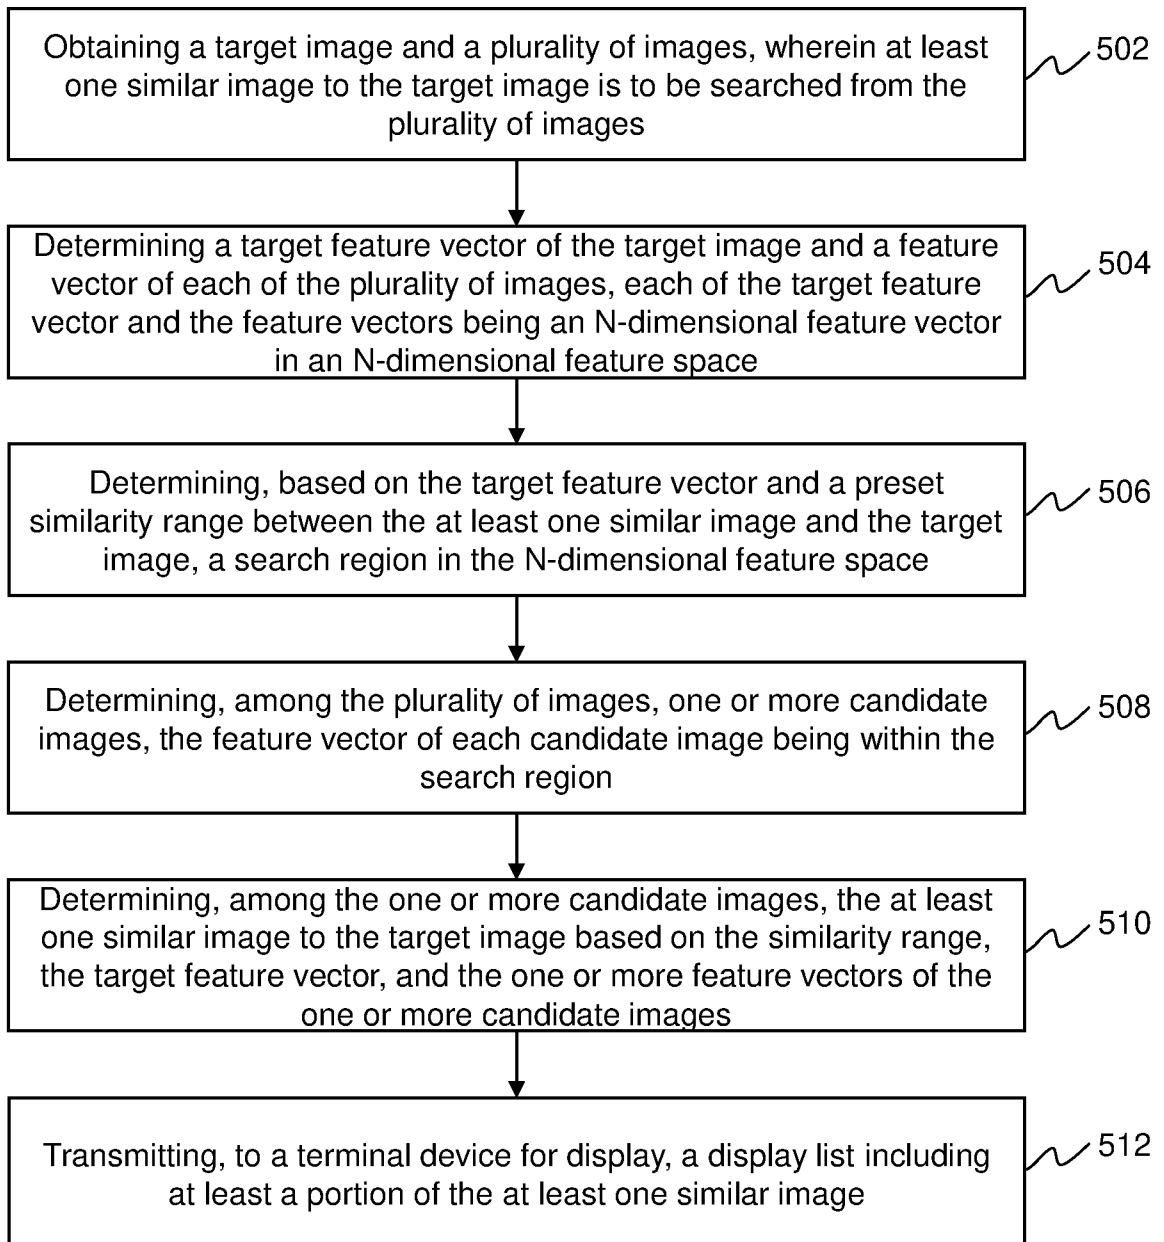 Obtaining a target image and a plurality of images, wherein at least
one similar image to the target image is to be searched from the
plurality of images
502
Determining a target feature vector of the target image and a feature
vector of each of the plurality of images, each of the target feature
vector and the feature vectors being an N-dimensional feature vector
in an N-dimensional feature space
504
Determining, based on the target feature vector and a preset
similarity range between the at least one similar image and the target
image, a search region in the N-dimensional feature space
506
Determining, among the plurality of images, one or more candidate
images, the feature vector of each candidate image being within the
search region
508
Determining, among the one or more candidate images, the at least
one similar image to the target image based on the similarity range,
the target feature vector, and the one or more feature vectors of the
one or more candidate images
510
Transmitting, to a terminal device for display, a display list including
at least a portion of the at least one similar image
512